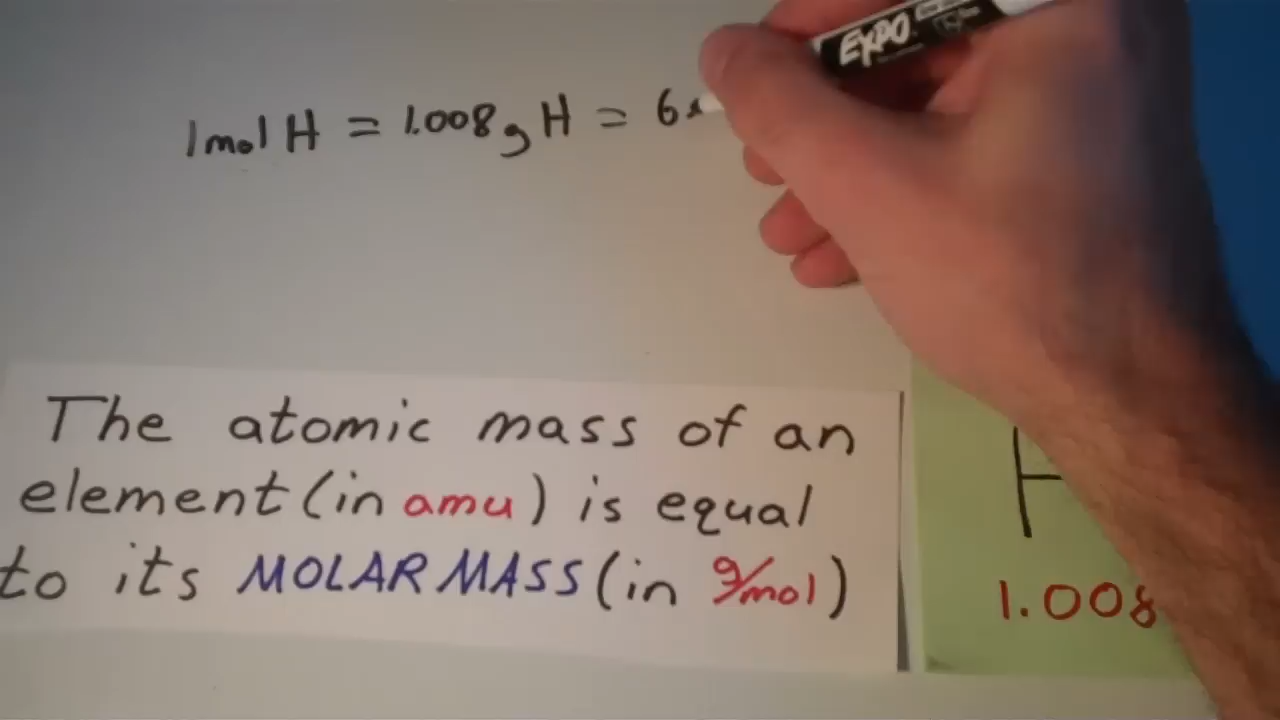 EXPO
1 mol H = 1.008 g H = 6
The atomic mass of an
element (in amu) is equal
to its MOLAR MASS (in g/mol)
1.008